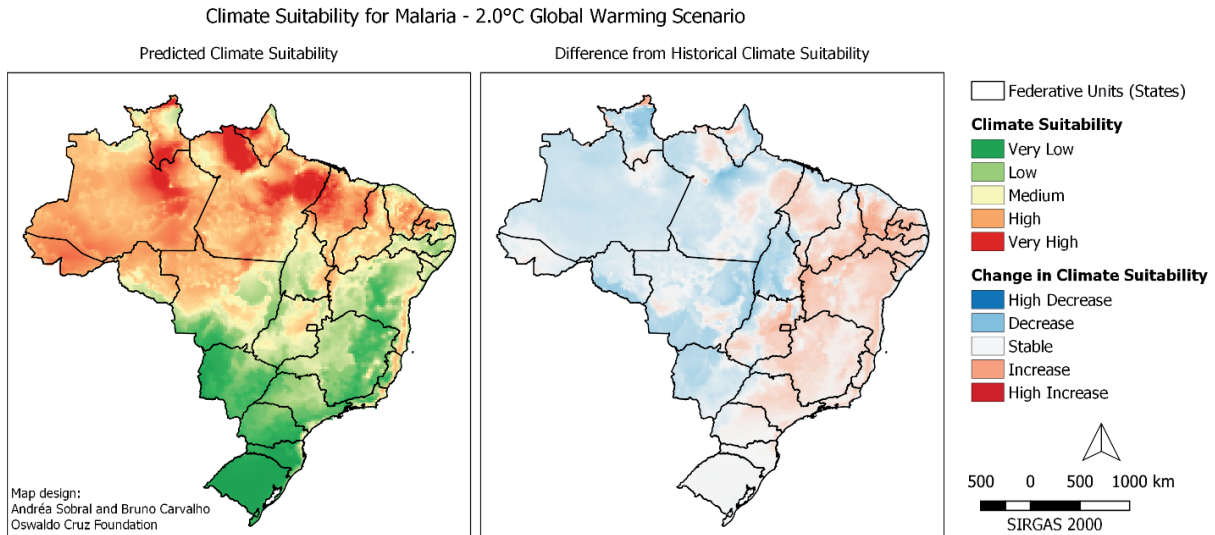 Climate Suitability for Malaria - 2.0°C Global Warming Scenario
Predicted Climate Suitability
Difference from Historical Climate Suitability
Map design:
Andréa Sobral and Bruno Carvalho
Oswaldo Cruz Foundation
Federative Units (States)
Climate Suitability
Very Low
Low
Medium
High
Very High
Change in Climate Suitability
High Decrease
Decrease
Stable
Increase
High Increase
500 0 500 1000 km
SIRGAS 2000